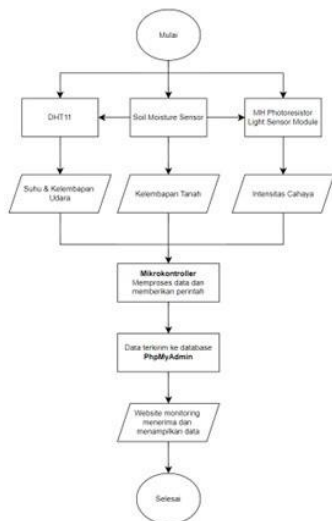 Mulai
DHT11
Soil Moisture Sensor
MH Photoresistor
Light Sensor Module
Suhu & Kelembapan
Udara
Kelembapan Tanah
Intensitas Cahaya
Mikrokontroller
Memproses data dan
memberikan perintah
Data terkirim ke database
PhpMyAdmin
Website monitoring
menerima dan
menampilkan data
Selesai